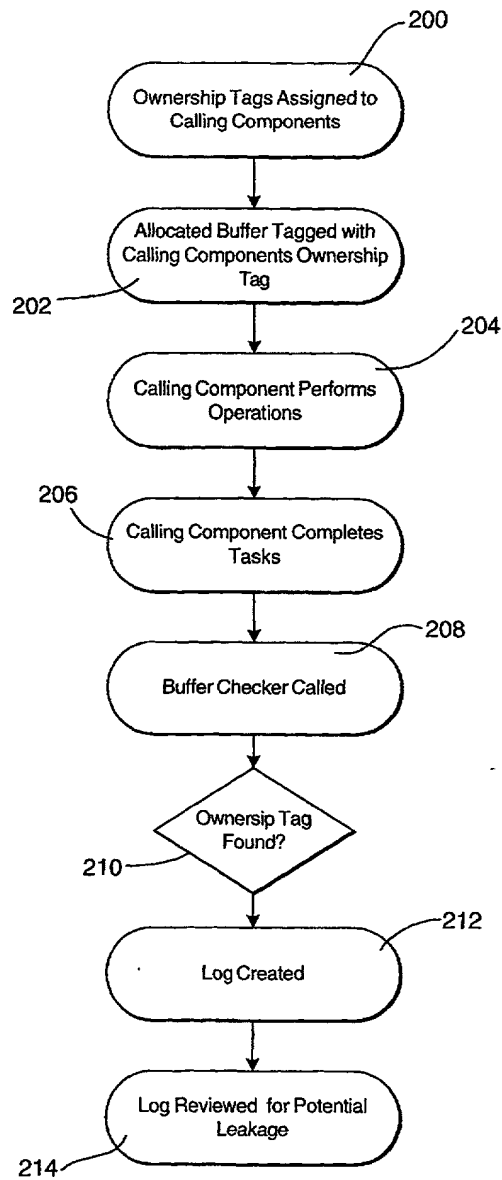 200
Ownership Tags Assigned to
Calling Components
Allocated Buffer Tagged with
Calling Components Ownership
Tag
202
204
Calling Component Performs
Operations
206
Calling Component Completes
Tasks
208
Buffer Checker Called
Ownersip Tag
Found?
210
212
Log Created
Log Reviewed for Potential
Leakage
214